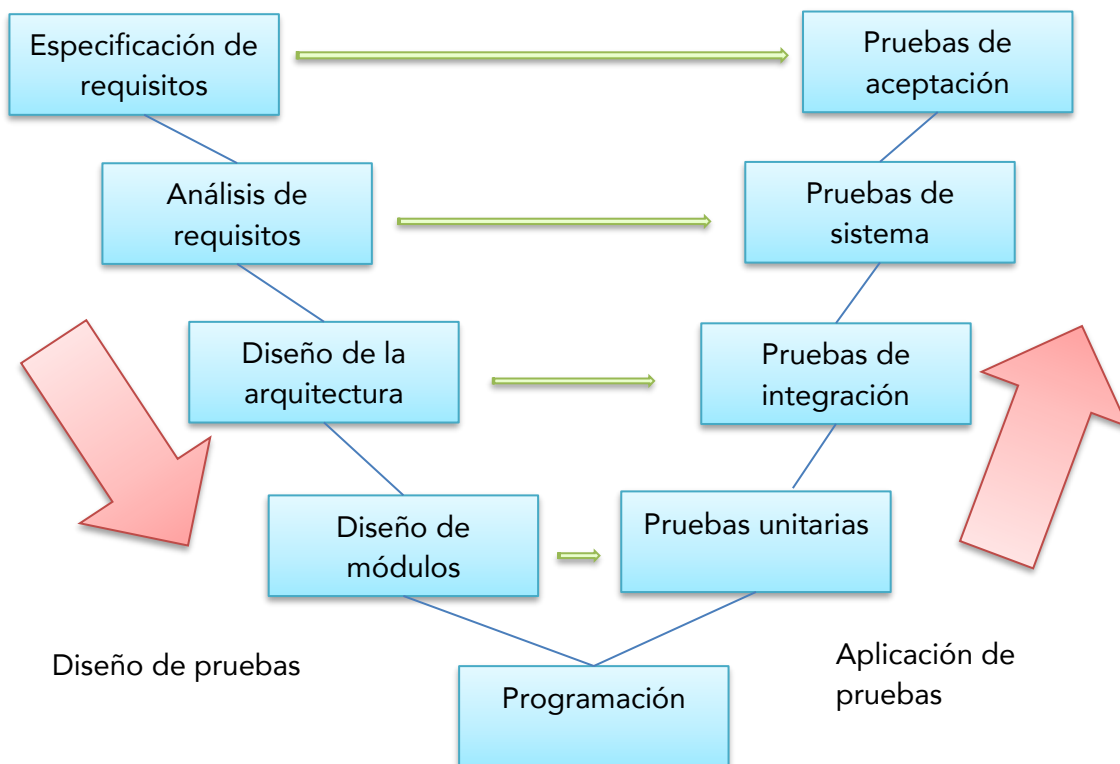 Especificación de
requisitos
Pruebas de
aceptación
Análisis de
requisitos
Pruebas de
sistema
Diseño de la
arquitectura
Pruebas de
integración
Diseño de
módulos
Pruebas unitarias
Diseño de pruebas
Aplicación de
pruebas
Programación